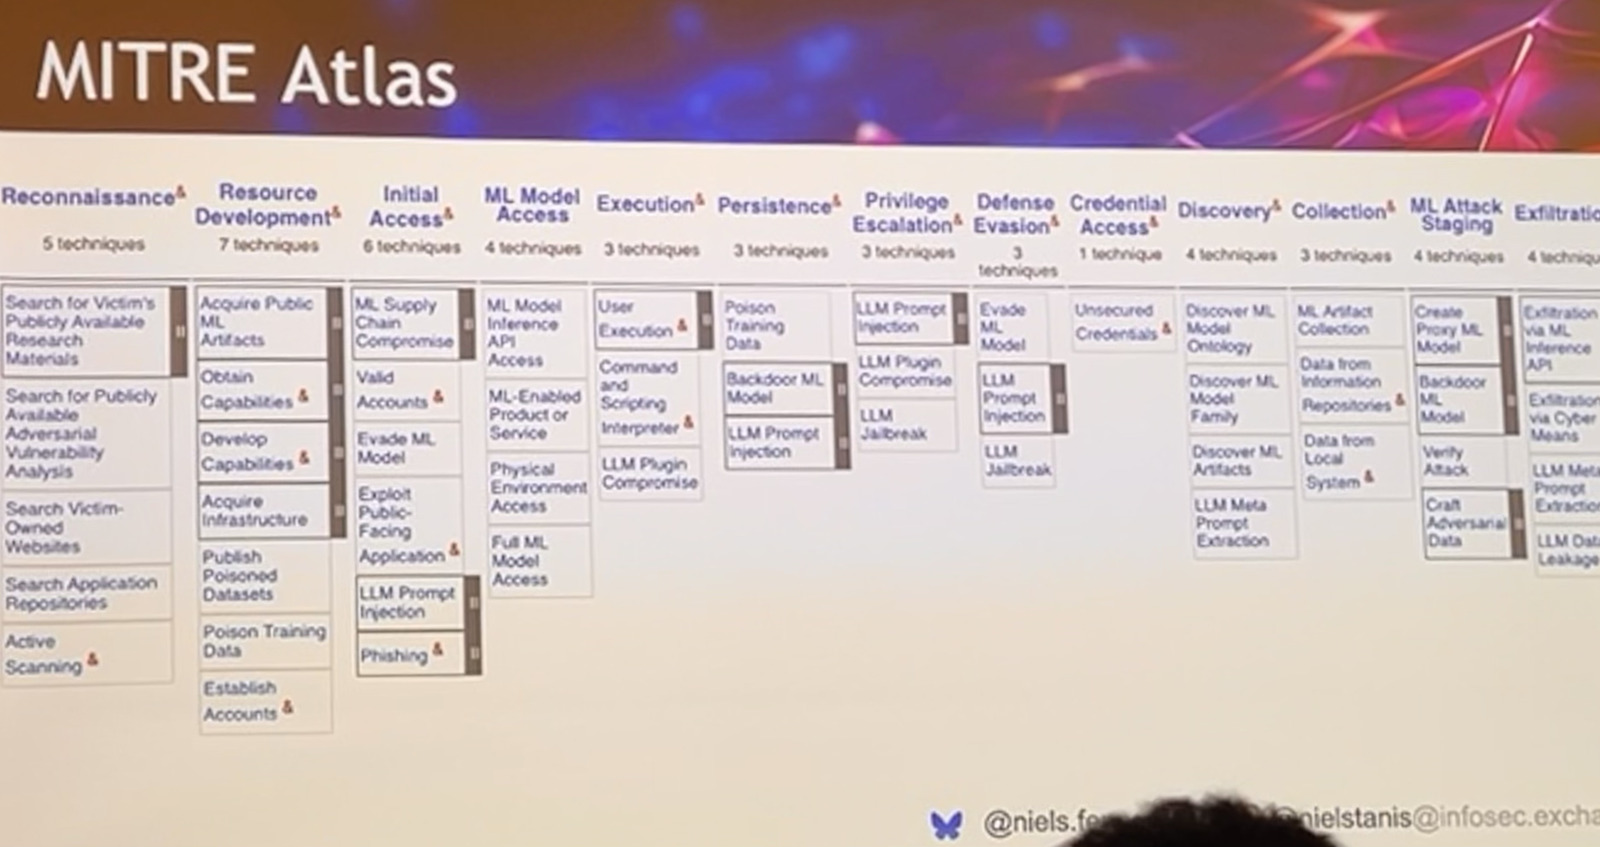 MITRE Atlas
Reconnaissance&
5 techniques
Search for Victim's
Publicly Available
Research
Materials
Search for Publicly
Available
Adversarial
Vulnerability
Analysis
Search Victim-
Owned
Websites
Search Application
Repositories
Active
Scanning &
Resource
Development&
7 techniques
Acquire Public
ML
Artifacts
Obtain
Capabilities &
Develop
Capabilities &
Acquire
Infrastructure
Publish
Poisoned
Datasets
Poison Training
Data
Establish
Accounts &
Initial
Access&
6 techniques
ML Supply
Chain
Compromise
Valid
Accounts &
Evade ML
Model
Exploit
Public-
Facing
Application &
LLM Prompt
Injection
Phishing &
ML Model
Access
4 techniques
ML Model
Inference
API
Access
ML-Enabled
Product or
Service
Physical
Environment
Access
Full ML
Model
Access
Execution&
3 techniques
User
Execution &
Command
and
Scripting
Interpreter &
LLM Plugin
Compromise
Persistence&
3 techniques
Poison
Training
Data
Backdoor ML
Model
LLM Prompt
Injection
Privilege
Escalation&
3 techniques
LLM Prompt
Injection
LLM Plugin
Compromise
LLM
Jailbreak
Defense
Evasion&
3
techniques
Evade
ML
Model
LLM
Prompt
Injection
LLM
Jailbreak
Credential
Access&
1 technique
Unsecured
Credentials &
Discovery&
4 techniques
Discover ML
Model
Ontology
Discover ML
Model
Family
Discover ML
Artifacts
LLM Meta
Prompt
Extraction
Collection&
3 techniques
ML Artifact
Collection
Data from
Information
Repositories &
Data from
Local
System &
ML Attack
Staging
4 techniques
Create
Proxy ML
Model
Backdoor
ML
Model
Verify
Attack
Craft
Adversarial
Data
Exfiltratio
4 techniqu
Exfiltration
via ML
Inference
API
Exfiltration
via Cyber
Means
LLM Meta
Prompt
Extraction
LLM Data
Leakage
@niels.fe
nielstanis@infosec.excha